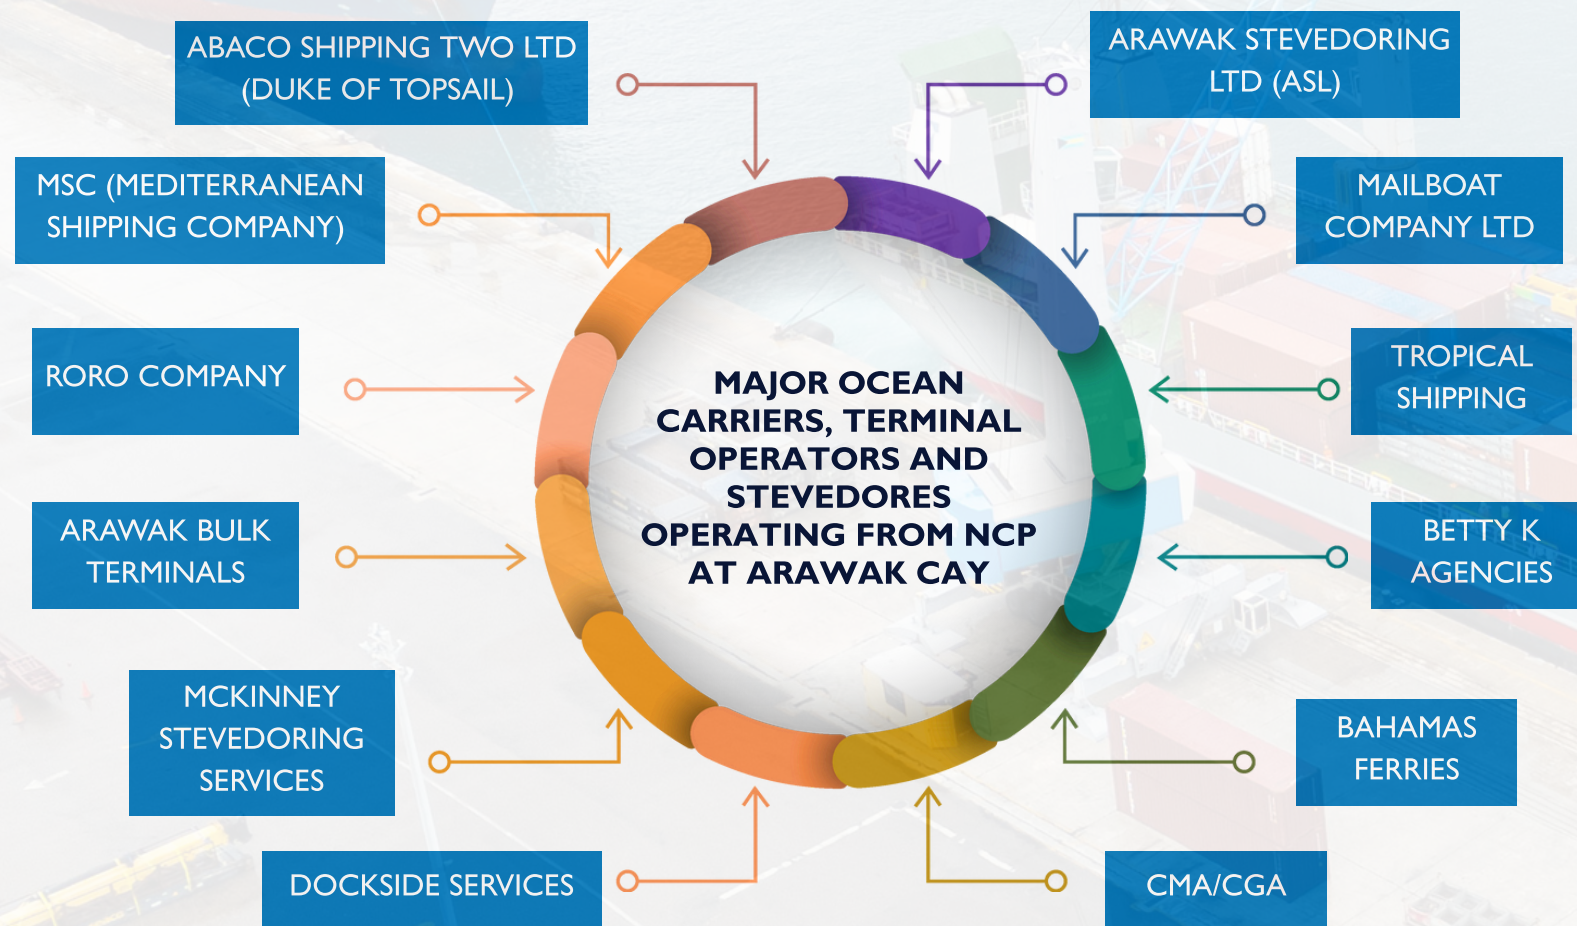 ABACO SHIPPING TWO LTD
(DUKE OF TOPSAIL)
ARAWAK STEVEDORING
LTD (ASL)
MSC (MEDITERRANEAN
SHIPPING COMPANY)
MAILBOAT
COMPANY LTD
RORO COMPANY
TROPICAL
SHIPPING
MAJOR OCEAN
CARRIERS, TERMINAL
OPERATORS AND
STEVEDORES
OPERATING FROM NCP
AT ARAWAK CAY
ARAWAK BULK
TERMINALS
BETTY K
AGENCIES
MCKINNEY
STEVEDORING
SERVICES
BAHAMAS
FERRIES
DOCKSIDE SERVICES
CMA/CGA